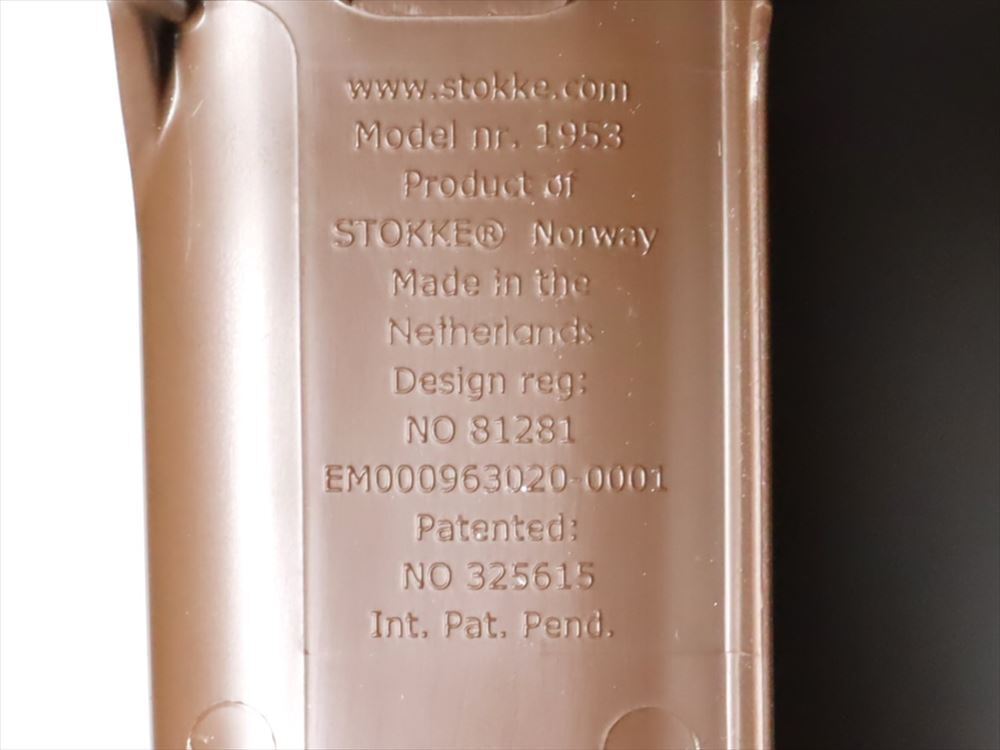 www.stokke.com
Model nr. 1953
Product of
STOKKE® Norway
Made in the
Netherlands
Design reg:
NO 81281
EM000963020-0001
Patented:
NO 325615
Int. Pat. Pend.